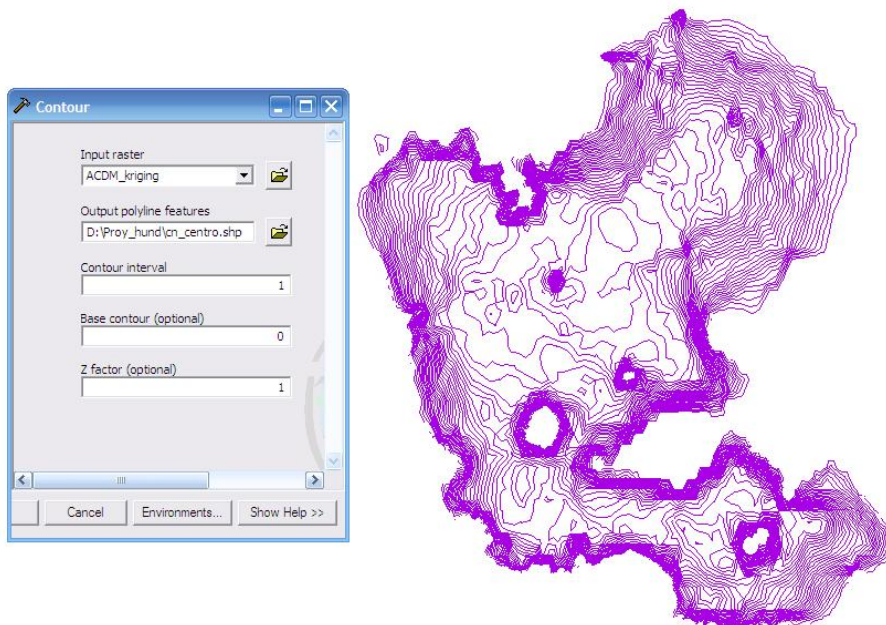 Contour
Input raster
ACDM_kriging
Output polyline features
D:\Proy_hund\cn_centro.shp
Contour interval
1
Base contour (optional)
0
Z factor (optional)
1
Cancel
Environments...
Show Help >>